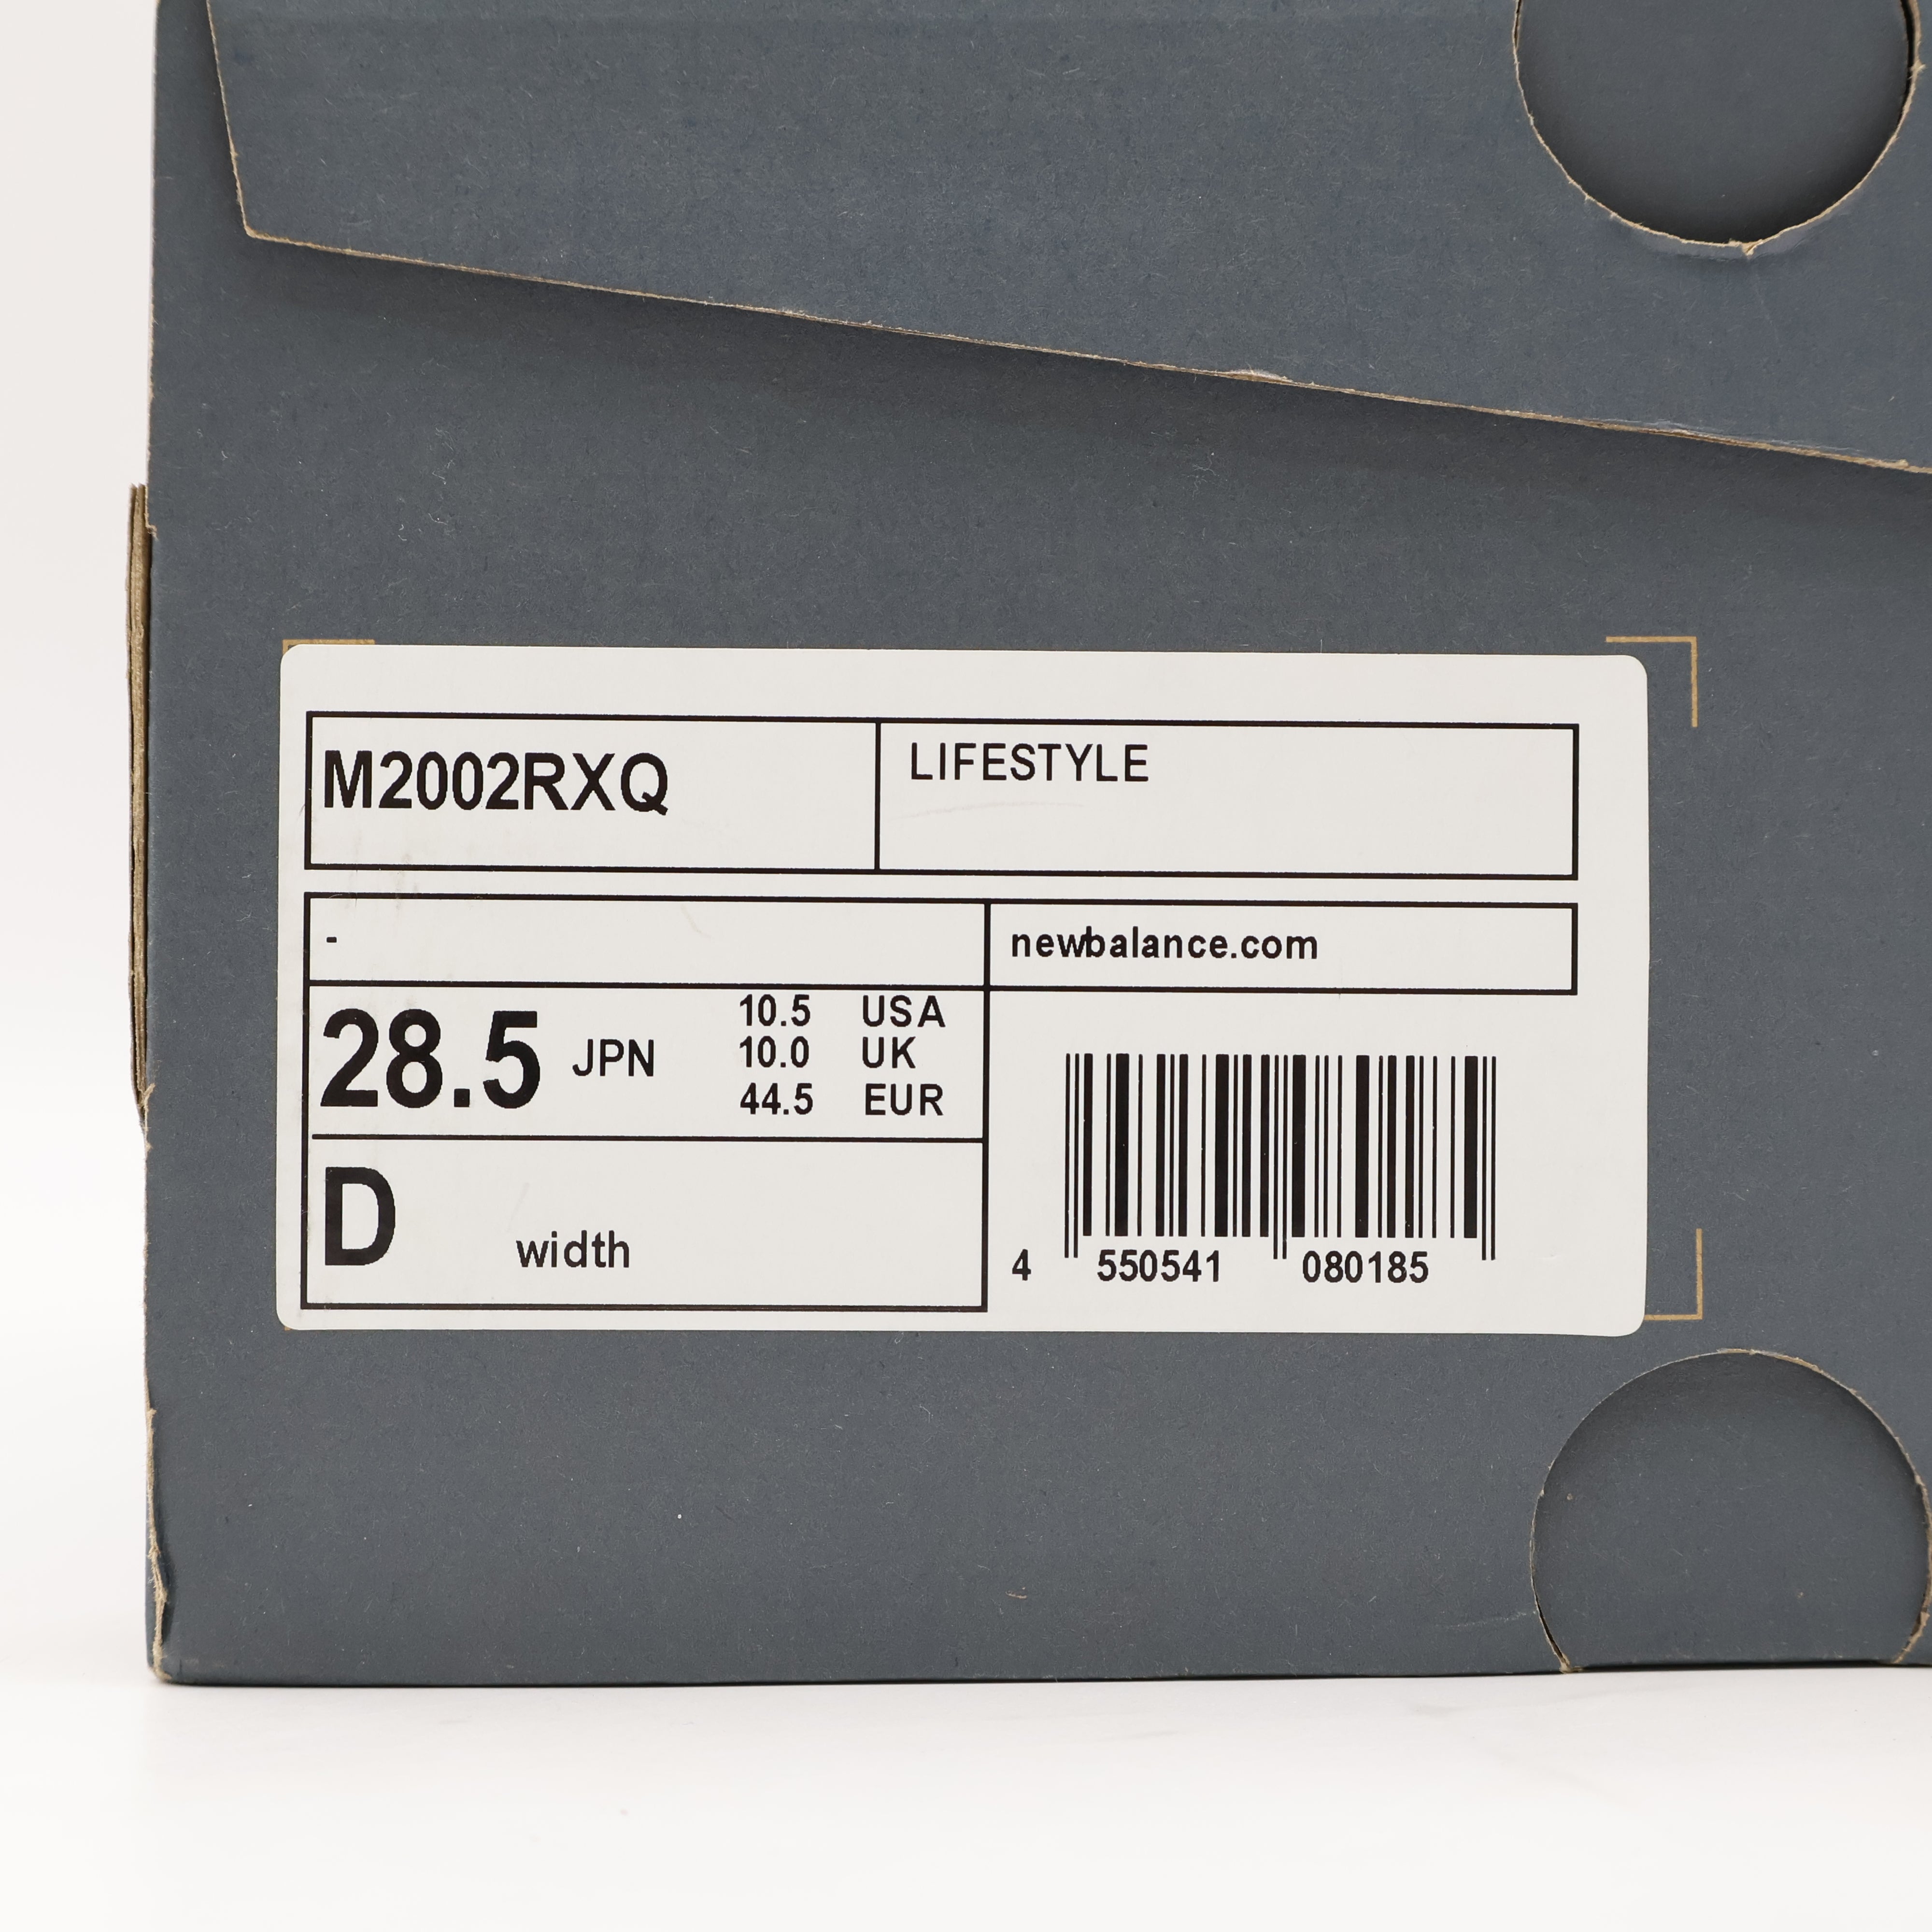 M2002RXQ
LIFESTYLE
-
newbalance.com
28.5 JPN
10.5 USA
10.0 UK
44.5 EUR
D width
4 550541 080185